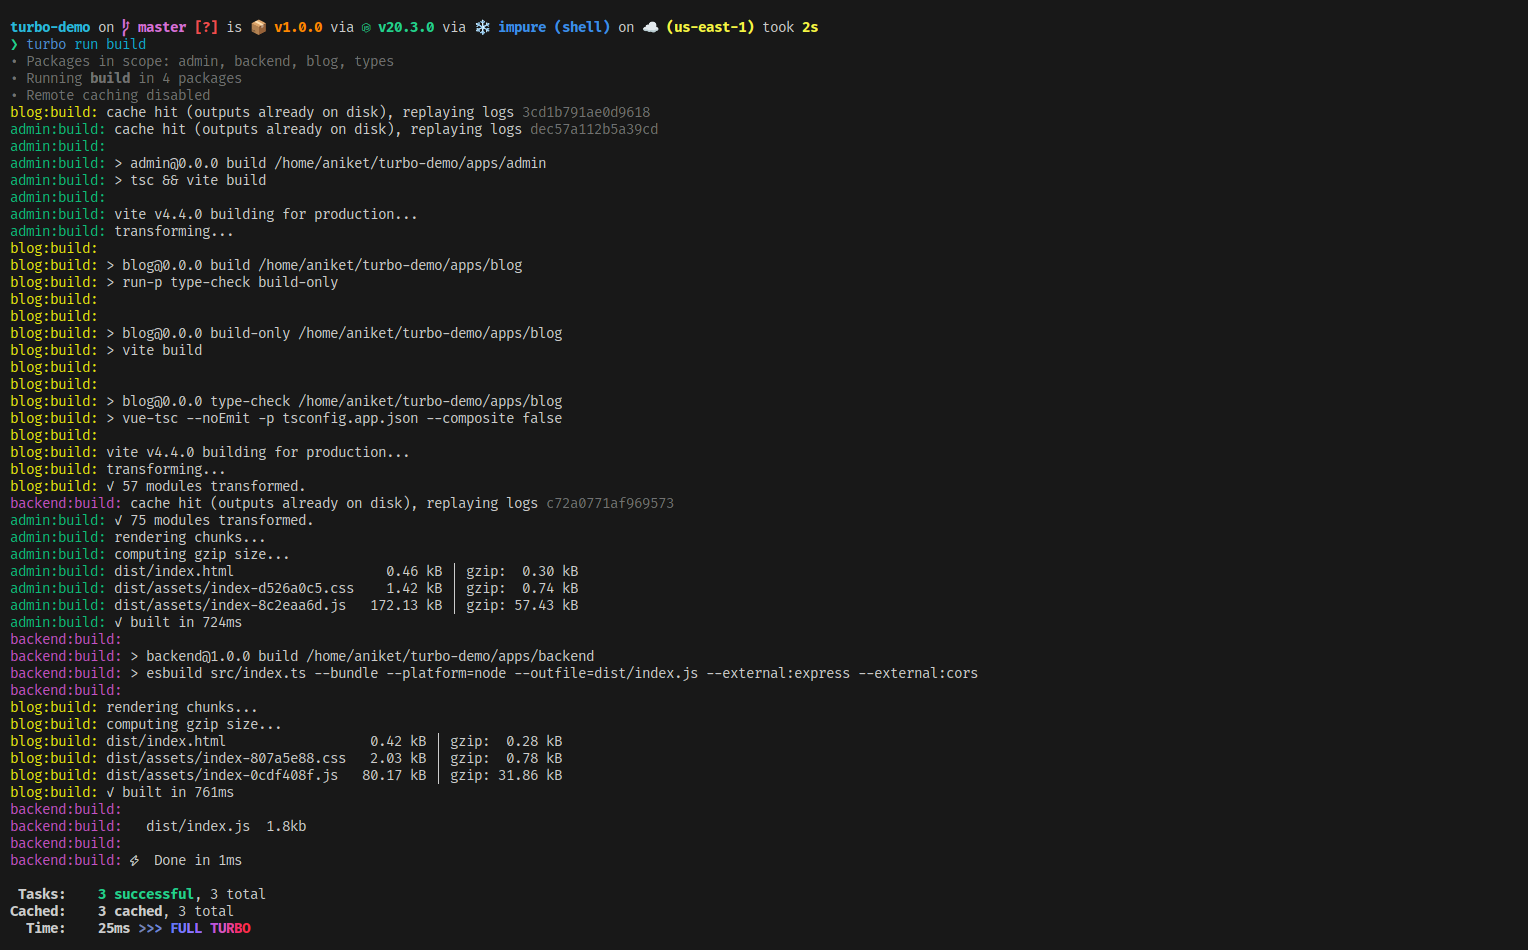 turbo-demo on master [?] is 📦 v1.0.0 via v20.3.0 via ❄️ impure (shell) on ☁️ (us-east-1) took 2s
❯ turbo run build
• Packages in scope: admin, backend, blog, types
• Running build in 4 packages
• Remote caching disabled
blog:build: cache hit (outputs already on disk), replaying logs 3cd1b791ae0d9618
admin:build: cache hit (outputs already on disk), replaying logs dec57a112b5a39cd
admin:build:
admin:build: > admin@0.0.0 build /home/aniket/turbo-demo/apps/admin
admin:build: > tsc && vite build
admin:build:
admin:build: vite v4.4.0 building for production...
admin:build: transforming...
blog:build:
blog:build: > blog@0.0.0 build /home/aniket/turbo-demo/apps/blog
blog:build: > run-p type-check build-only
blog:build:
blog:build:
blog:build: > blog@0.0.0 build-only /home/aniket/turbo-demo/apps/blog
blog:build: > vite build
blog:build:
blog:build:
blog:build: > blog@0.0.0 type-check /home/aniket/turbo-demo/apps/blog
blog:build: > vue-tsc --noEmit -p tsconfig.app.json --composite false
blog:build:
blog:build: vite v4.4.0 building for production...
blog:build: transforming...
blog:build: ✓ 57 modules transformed.
backend:build: cache hit (outputs already on disk), replaying logs c72a0771af969573
admin:build: ✓ 75 modules transformed.
admin:build: rendering chunks...
admin:build: computing gzip size...
admin:build: dist/index.html                   0.46 kB │ gzip:  0.30 kB
admin:build: dist/assets/index-d526a0c5.css    1.42 kB │ gzip:  0.74 kB
admin:build: dist/assets/index-8c2eaa6d.js   172.13 kB │ gzip: 57.43 kB
admin:build: ✓ built in 724ms
backend:build:
backend:build: > backend@1.0.0 build /home/aniket/turbo-demo/apps/backend
backend:build: > esbuild src/index.ts --bundle --platform=node --outfile=dist/index.js --external:express --external:cors
backend:build:
blog:build: rendering chunks...
blog:build: computing gzip size...
blog:build: dist/index.html                  0.42 kB │ gzip:  0.28 kB
blog:build: dist/assets/index-807a5e88.css   2.03 kB │ gzip:  0.78 kB
blog:build: dist/assets/index-0cdf408f.js   80.17 kB │ gzip: 31.86 kB
blog:build: ✓ built in 761ms
backend:build:
backend:build:   dist/index.js  1.8kb
backend:build:
backend:build: ⚡ Done in 1ms
Tasks:    3 successful, 3 total
Cached:    3 cached, 3 total
Time:    25ms >>> FULL TURBO